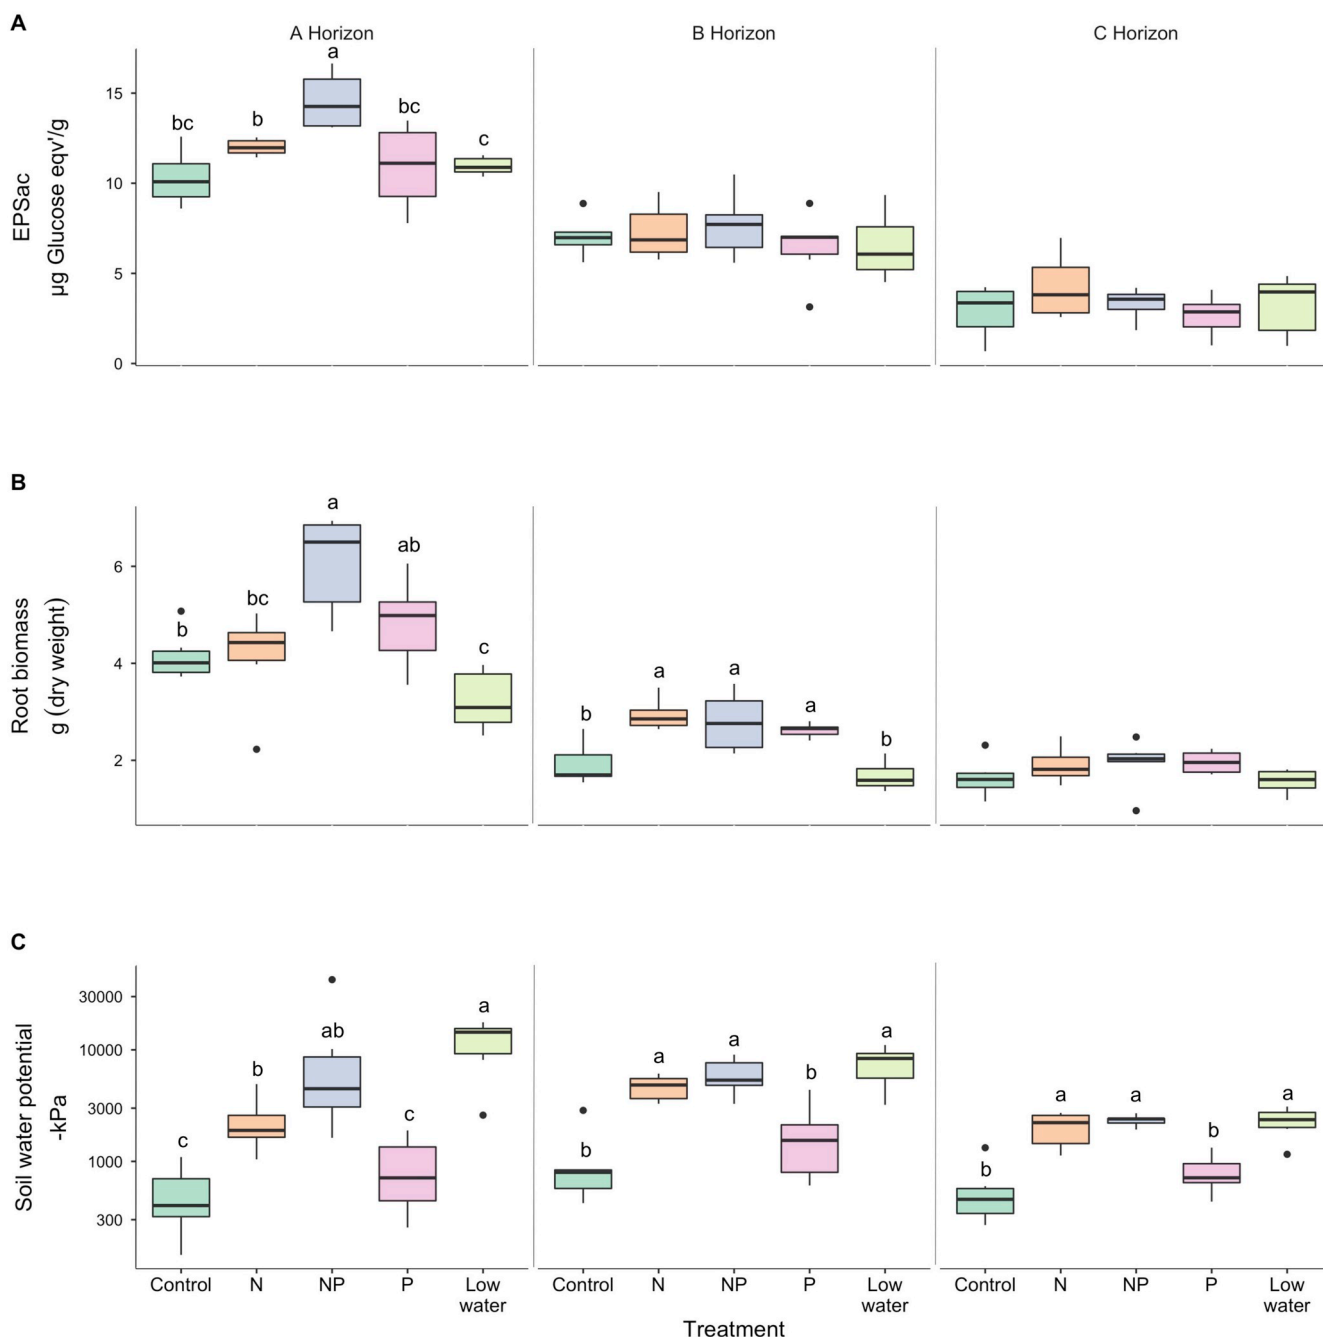 A
A Horizon
B Horizon
C Horizon
EPSac
µg Glucose eqv'/g
15
10
5
0
bc
b
a
bc
c
B
Root biomass
g (dry weight)
6
4
2
b
bc
a
ab
c
b
a
a
a
b
C
Soil water potential
-kPa
30000
10000
3000
1000
300
c
b
ab
c
a
b
a
a
b
a
b
a
a
b
a
Control
N
NP
P
Low
water
Control
N
NP
P
Low
water
Control
N
NP
P
Low
water
Treatment